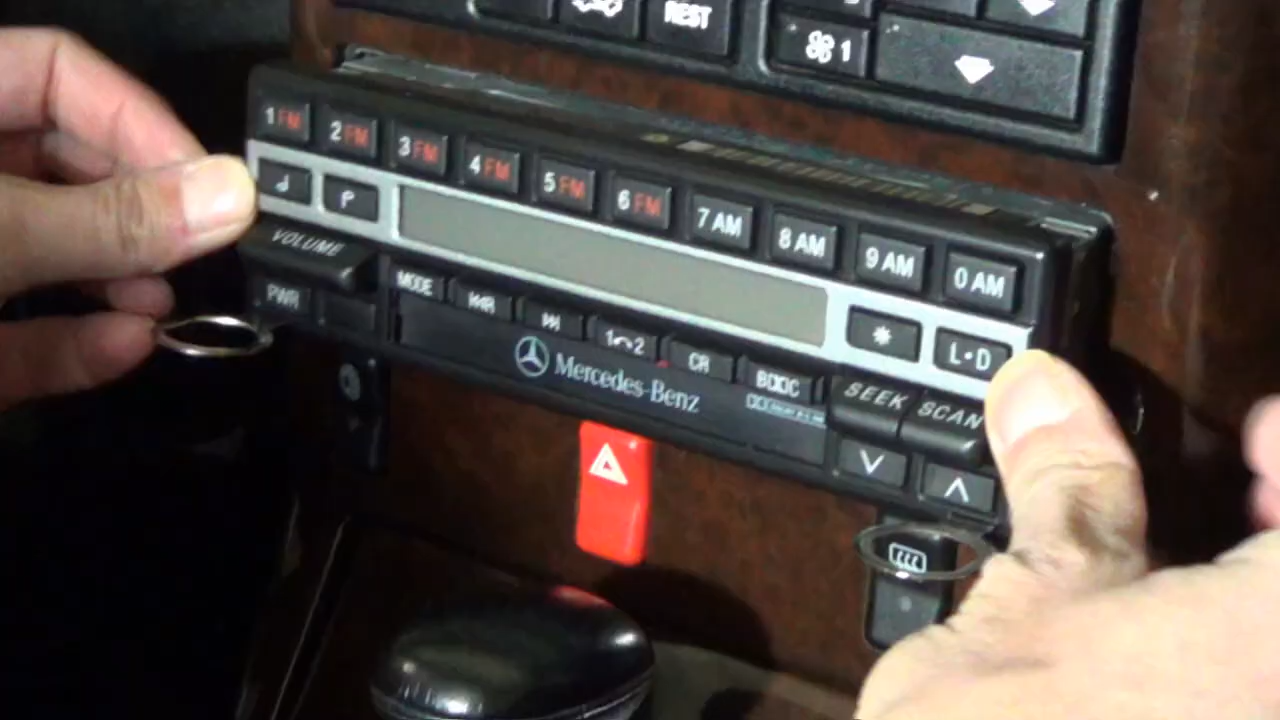 REST
1
1 FM 2 FM 3 FM 4 FM 5 FM 6 FM 7 AM 8 AM 9 AM 0 AM
P
VOLUME
* L•D
PWR
MODE
1 2 CR
SEEK SCAN
Mercedes-Benz